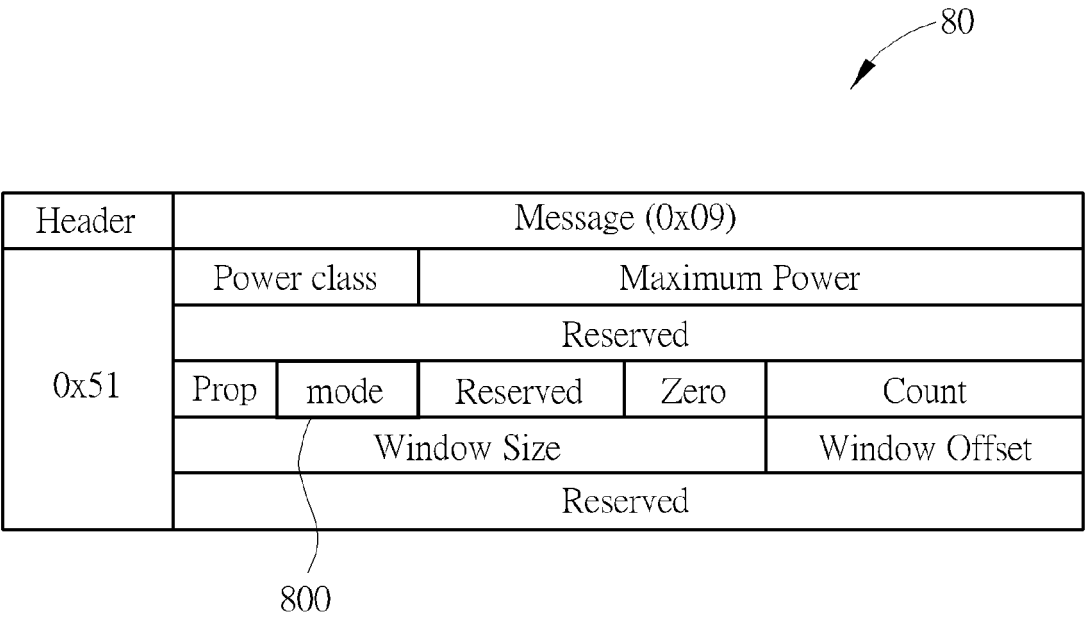 80
Header Message (0x09)
Power class Maximum Power
Reserved
0x51 Prop mode Reserved Zero Count
Window Size Window Offset
Reserved
800